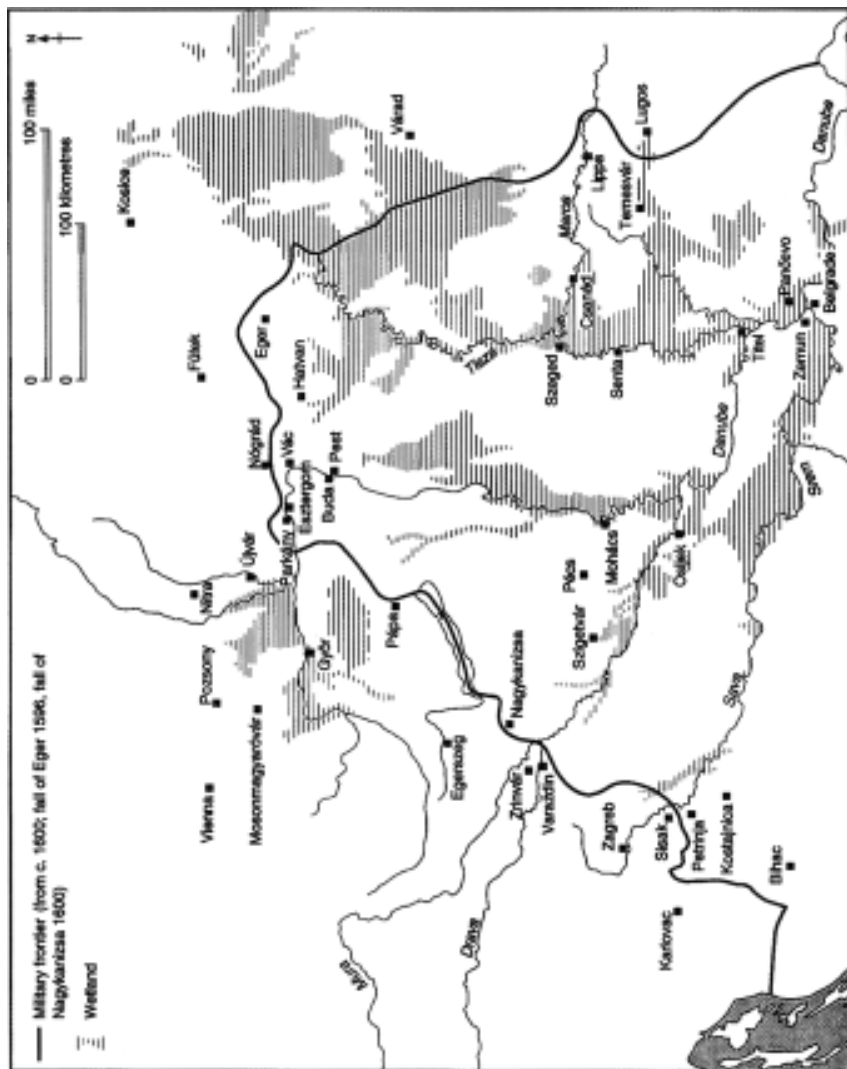 Military frontier (from c. 1600; fall of Eger 1596, fall of
Nagykanizsa 1600)
Wetland
0 100 miles
0 100 kilometres
N
Kosice
Fülek
Vienna
Pozsony
Nitra
Újvár
Nógrád
Eger
Mosonmagyaróvár
Győr
Parkány
Esztergom
Vác
Hatvan
Buda
Pest
Várad
Pápa
Mura
Egerszeg
Tisza
Nagykanizsa
Drava
Zrinvár
Varazdin
Szigetvár
Pécs
Mohács
Szeged
Csanád
Maros
Lippa
Senta
Temesvár
Lugos
Zagreb
Sisak
Petrinja
Kostajnica
Karlovac
Bihac
Sava
Osijek
Danube
Titel
Pančevo
Zemun
Belgrade
Danube
Sava